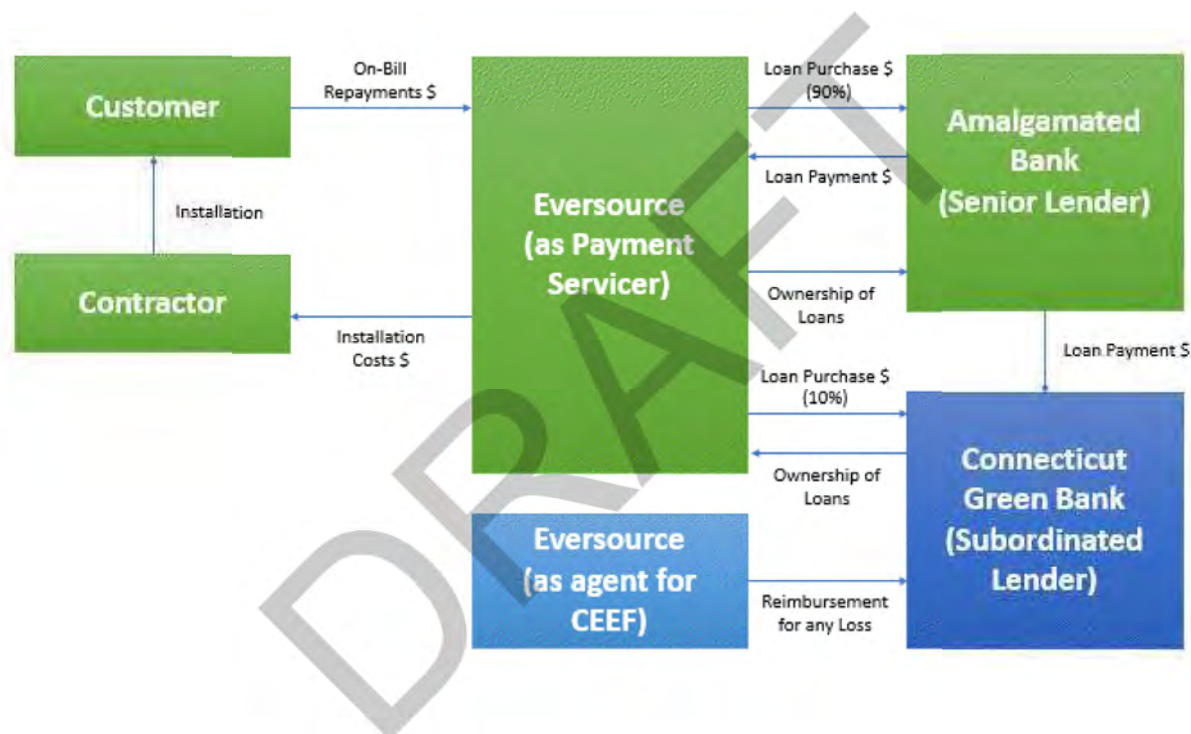 Customer
On-Bill
Repayments $
Eversource
(as Payment
Servicer)
Loan Purchase $
(90%)
Loan Payment $
Ownership of
Loans
Amalgamated
Bank
(Senior Lender)
Installation
Contractor
Installation
Costs $
Loan Payment $
Loan Purchase $
(10%)
Ownership of
Loans
Connecticut
Green Bank
(Subordinated
Lender)
Eversource
(as agent for
CEEF)
Reimbursement
for any Loss
DRAFT